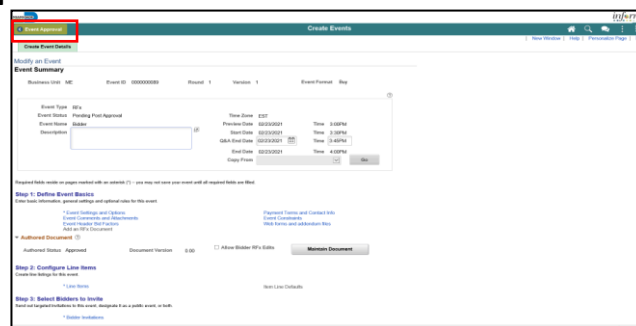 Event Approval
Create Events
New Window | Help | Personalize Page
Create Event Details
Modify an Event
Event Summary
Business Unit ME Event ID 0000000089 Round 1 Version 1 Event Format Buy
Event Type RFx
Event Status Pending Post Approval Time Zone EST
Event Name Bidder Preview Date 02/23/2021 Time 3:00PM
Description Start Date 02/23/2021 Time 3:30PM
Q&A End Date 02/23/2021 Time 3:45PM
End Date 02/23/2021 Time 4:00PM
Copy From Go
Required fields reside on pages marked with an asterisk (*) -- you may not save your event until all required fields are filled.
Step 1: Define Event Basics
Enter basic information, general settings and optional rules for this event.
* Event Settings and Options Payment Terms and Contact Info
Event Comments and Attachments Event Constraints
Event Header Bid Factors Web forms and addendum files
Add an RFx Document
Authored Document
Authored Status Approved Document Version 0.00 Allow Bidder RFx Edits Maintain Document
Step 2: Configure Line Items
Create line listings for this event.
* Line Items Item Line Defaults
Step 3: Select Bidders to Invite
Send out targeted invitations to this event, designate it as a public event, or both.
* Bidder Invitations